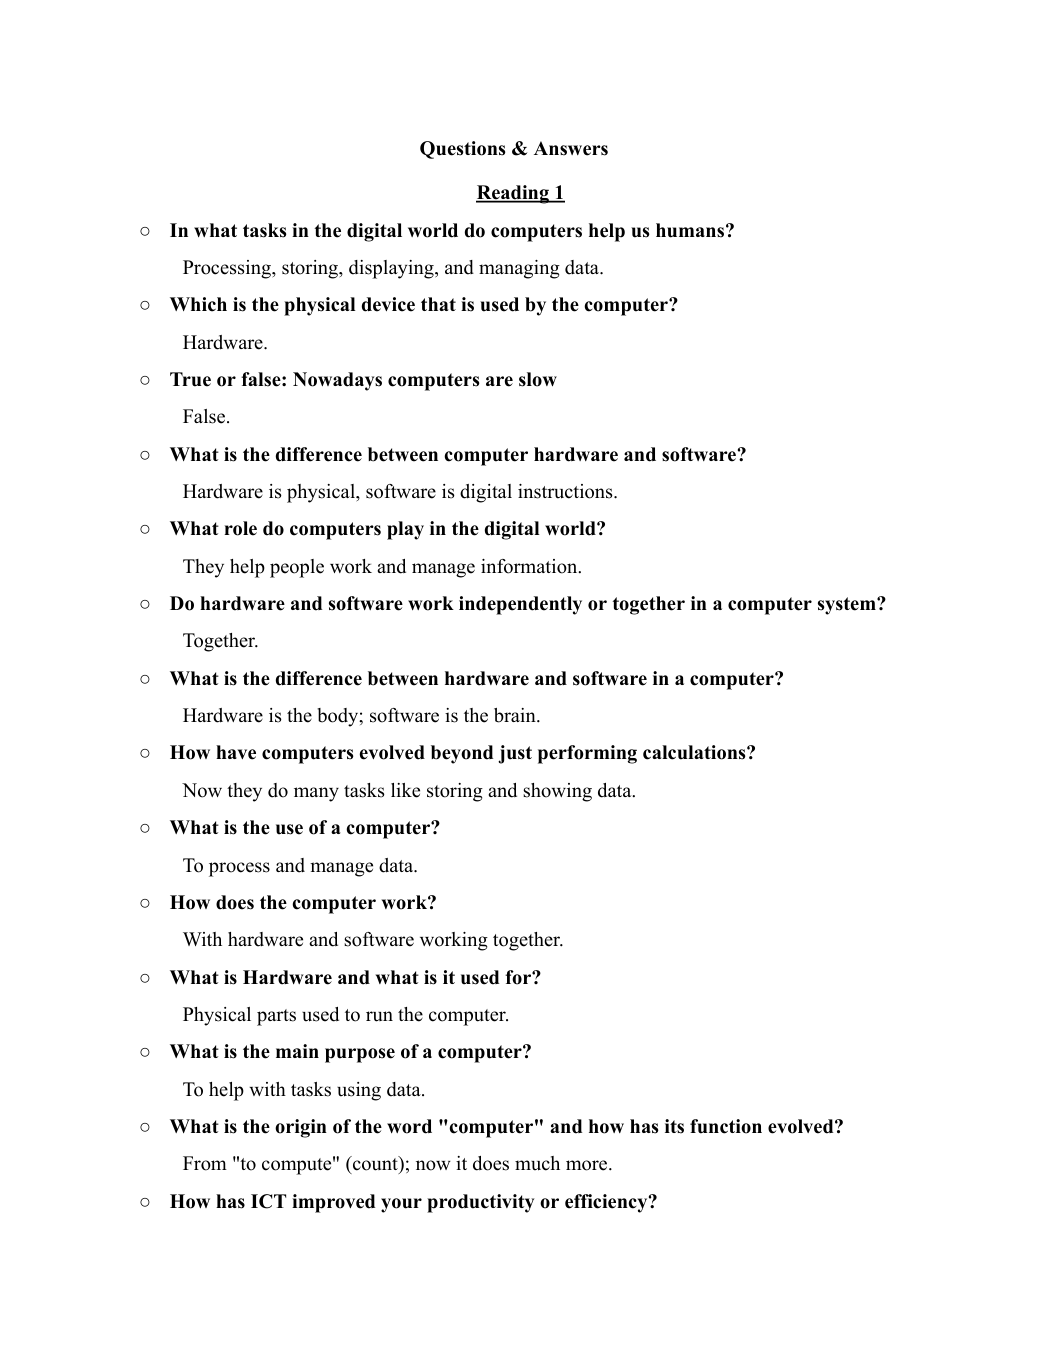 Questions & Answers
Reading 1
○ In what tasks in the digital world do computers help us humans?
Processing, storing, displaying, and managing data.
○ Which is the physical device that is used by the computer?
Hardware.
○ True or false: Nowadays computers are slow
False.
○ What is the difference between computer hardware and software?
Hardware is physical, software is digital instructions.
○ What role do computers play in the digital world?
They help people work and manage information.
○ Do hardware and software work independently or together in a computer system?
Together.
○ What is the difference between hardware and software in a computer?
Hardware is the body; software is the brain.
○ How have computers evolved beyond just performing calculations?
Now they do many tasks like storing and showing data.
○ What is the use of a computer?
To process and manage data.
○ How does the computer work?
With hardware and software working together.
○ What is Hardware and what is it used for?
Physical parts used to run the computer.
○ What is the main purpose of a computer?
To help with tasks using data.
○ What is the origin of the word "computer" and how has its function evolved?
From "to compute" (count); now it does much more.
○ How has ICT improved your productivity or efficiency?